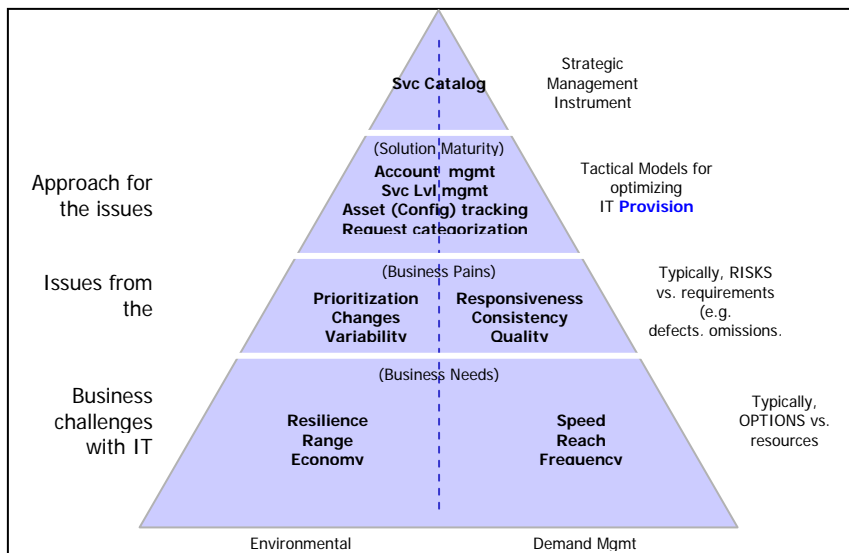 Svc Catalog
Strategic
Management
Instrument
(Solution Maturity)
Account mgmt
Svc Lvl mgmt
Asset (Config) tracking
Request categorization
Approach for
the issues
Tactical Models for
optimizing
IT Provision
(Business Pains)
Prioritization
Changes
Variability
Responsiveness
Consistency
Quality
Issues from
the
Typically, RISKS
vs. requirements
(e.g.
defects, omissions,
(Business Needs)
Resilience
Range
Economy
Speed
Reach
Frequency
Business
challenges
with IT
Typically,
OPTIONS vs.
resources
Environmental
Demand Mgmt